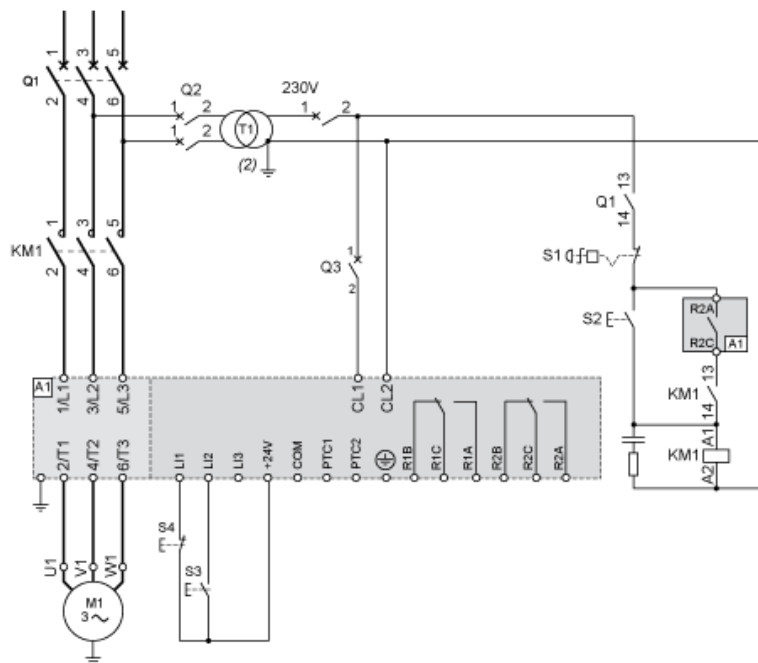 1 3 5
Q1
2 4 6
Q2
1 2
1 2
T1
(2)
230V
1 2
13
Q1
14
1 3 5
KM1
2 4 6
1
Q3
2
S1
S2
R2A
R2C
A1
13
KM1
14
A1
KM1
A2
A1
1/L1 3/L2 5/L3
CL1 CL2
2/T1 4/T2 6/T3
LI1 LI2 LI3 +24V COM PTC1 PTC2 R1B R1C R1A R2B R2C R2A
S4
S3
U1 V1 W1
M1
3